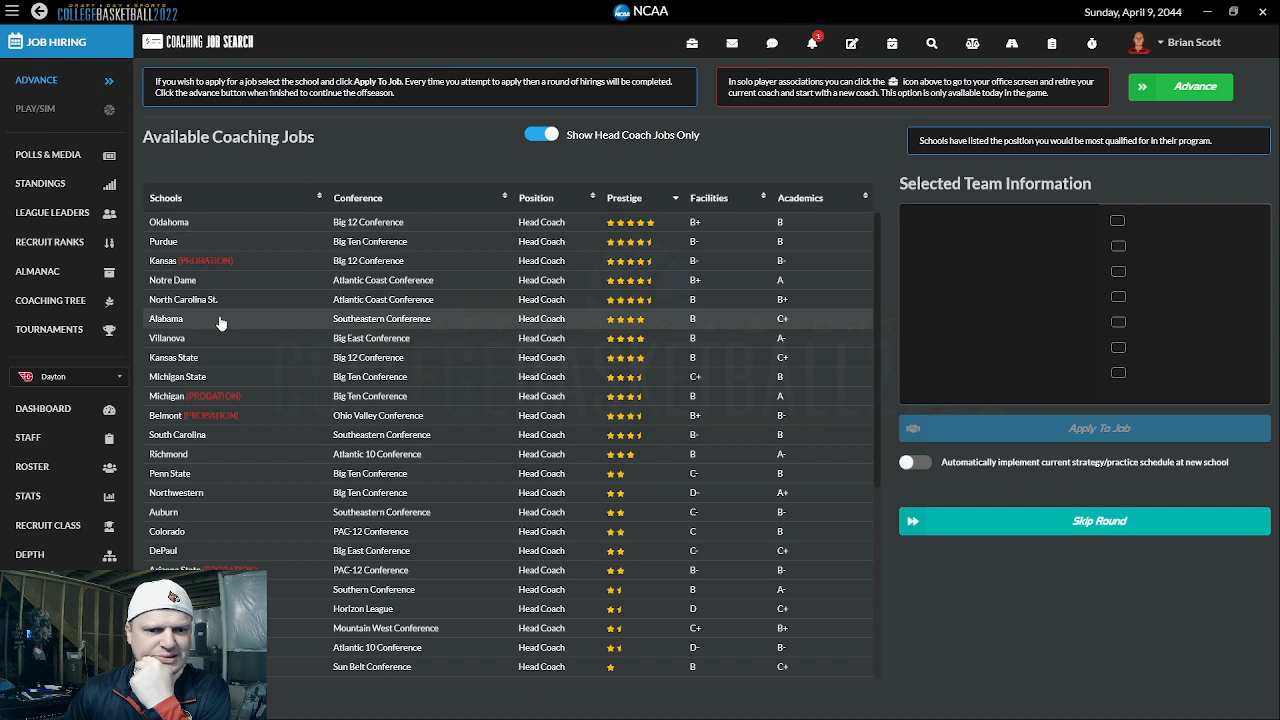 DRAFT DAY SPORTS
COLLEGEBASKETBALL2022
NCAA
Sunday, April 9, 2044
JOB HIRING
COACHING JOB SEARCH
1
Brian Scott
ADVANCE
PLAY/SIM
POLLS & MEDIA
STANDINGS
LEAGUE LEADERS
RECRUIT RANKS
ALMANAC
COACHING TREE
TOURNAMENTS
Dayton
DASHBOARD
STAFF
ROSTER
STATS
RECRUIT CLASS
DEPTH
If you wish to apply for a job select the school and click Apply To Job. Every time you attempt to apply then a round of hirings will be completed.
Click the advance button when finished to continue the offseason.
In solo player associations you can click the icon above to go to your office screen and retire your
current coach and start with a new coach. This option is only available today in the game.
Advance
Available Coaching Jobs
Show Head Coach Jobs Only
Schools have listed the position you would be most qualified for in their program.
Schools Conference Position Prestige Facilities Academics
Oklahoma Big 12 Conference Head Coach B+ B
Purdue Big Ten Conference Head Coach B- B
Kansas (PROBATION) Big 12 Conference Head Coach B- B-
Notre Dame Atlantic Coast Conference Head Coach B+ A
North Carolina St. Atlantic Coast Conference Head Coach B B+
Alabama Southeastern Conference Head Coach B C+
Villanova Big East Conference Head Coach B A-
Kansas State Big 12 Conference Head Coach B C+
Michigan State Big Ten Conference Head Coach C+ B
Michigan (PROBATION) Big Ten Conference Head Coach B A
Belmont (PROBATION) Ohio Valley Conference Head Coach B+ B-
South Carolina Southeastern Conference Head Coach B- B
Richmond Atlantic 10 Conference Head Coach B A-
Penn State Big Ten Conference Head Coach C- B
Northwestern Big Ten Conference Head Coach D- A+
Auburn Southeastern Conference Head Coach C- B-
Colorado PAC-12 Conference Head Coach C B
DePaul Big East Conference Head Coach C- C+
Arizona State (PROBATION) PAC-12 Conference Head Coach B- B-
Southern Conference Head Coach B A-
Horizon League Head Coach D C+
Mountain West Conference Head Coach C+ B+
Atlantic 10 Conference Head Coach D- B-
Sun Belt Conference Head Coach B C+
Selected Team Information
Apply To Job
Automatically implement current strategy/practice schedule at new school
Skip Round